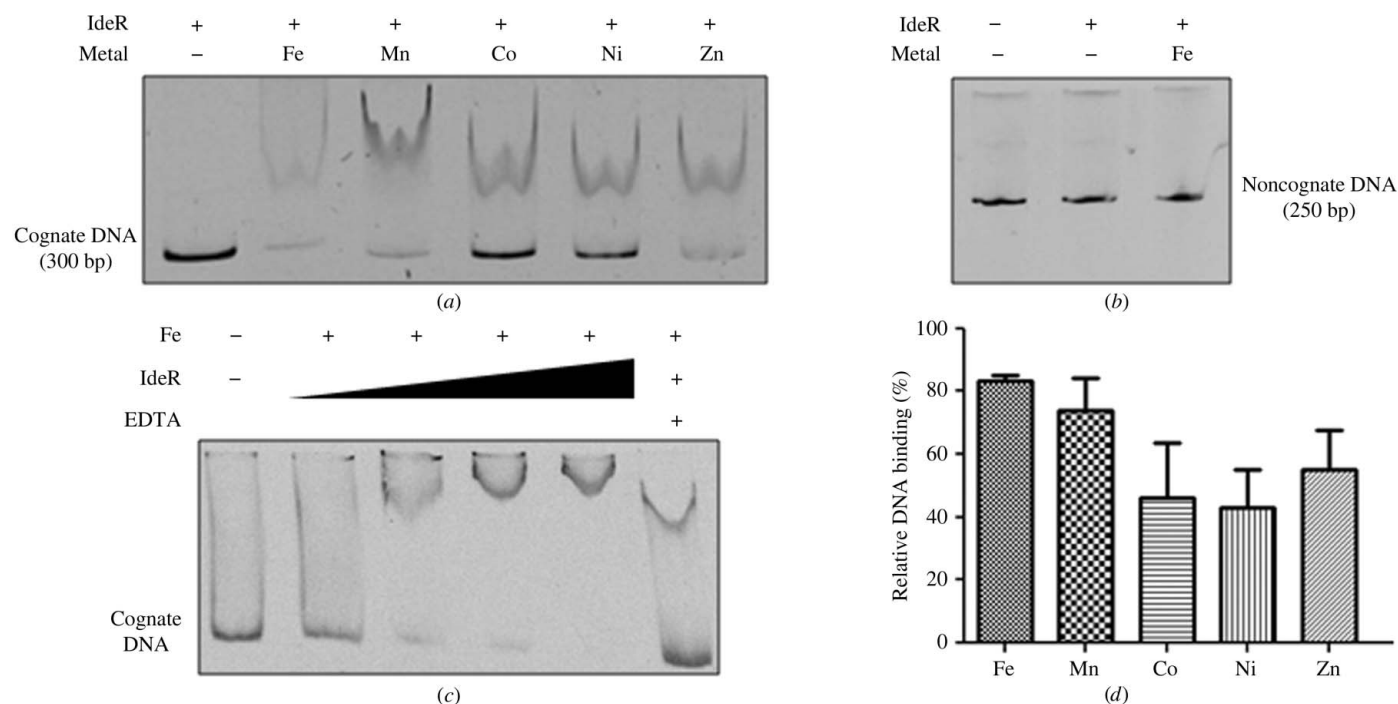 IdeR + + + + + +
Metal – Fe Mn Co Ni Zn
Cognate DNA
(300 bp)
(a)
IdeR – + +
Metal – – Fe
Noncognate DNA
(250 bp)
(b)
Fe – + + + + +
IdeR – +
EDTA +
Cognate
DNA
(c)
Relative DNA binding (%)
100
80
60
40
20
0
Fe Mn Co Ni Zn
(d)